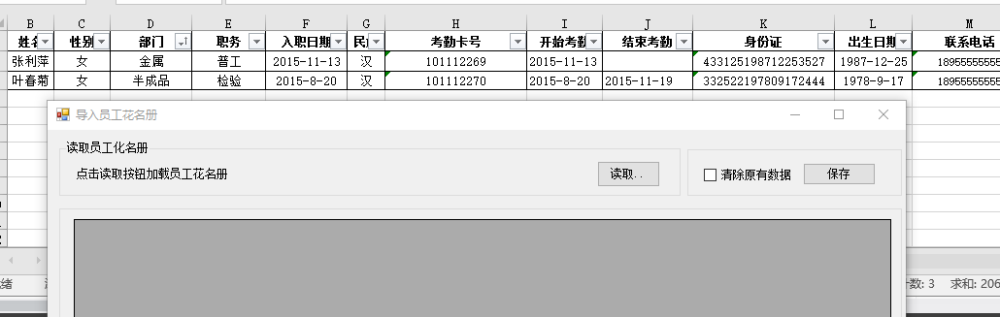 B C D E F G H I J K L M
姓名 性别 部门 职务 入职日期 民 考勤卡号 开始考勤 结束考勤 身份证 出生日期 联系电话
张利萍 女 金属 普工 2015-11-13 汉 101112269 2015-11-13 433125198712253527 1987-12-25 18955555555
叶春菊 女 半成品 检验 2015-8-20 汉 101112270 2015-8-20 2015-11-19 332522197809172444 1978-9-17 18955555555
导入员工花名册
读取员工化名册
点击读取按钮加载员工花名册 读取.. 清除原有数据 保存
绪 数: 3 求和: 206